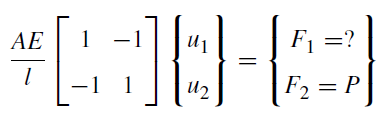 AE/l [1 −1; −1 1] {u₁; u₂} = {F₁ =?; F₂ = P}